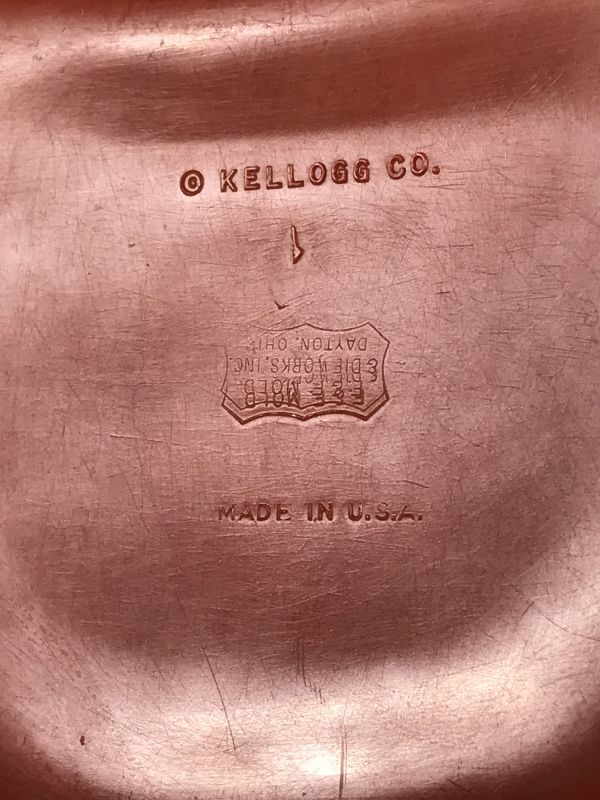 © KELLOGG CO.
1
F & F MOLD
& DIE WORKS, INC.
DAYTON, OHIO
MADE IN U.S.A.